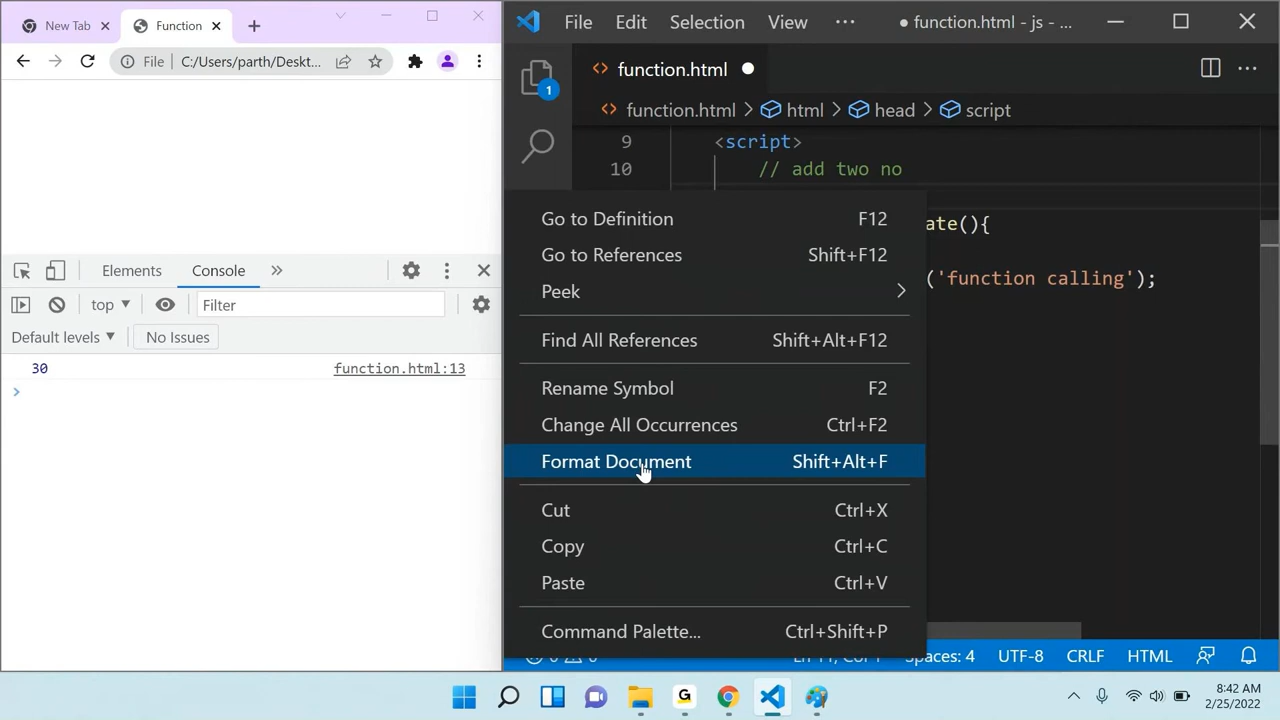 New Tab
Function
File
C:/Users/parth/Deskt...
Elements
Console
top
Filter
Default levels
No Issues
30
function.html:13
File Edit Selection View
function.html - js - ...
function.html
function.html > html > head > script
9 <script>
10 // add two no
ate(){
('function calling');
Go to Definition F12
Go to References Shift+F12
Peek
Find All References Shift+Alt+F12
Rename Symbol F2
Change All Occurrences Ctrl+F2
Format Document Shift+Alt+F
Cut Ctrl+X
Copy Ctrl+C
Paste Ctrl+V
Command Palette... Ctrl+Shift+P
Spaces: 4 UTF-8 CRLF HTML
1
G
8:42 AM
2/25/2022